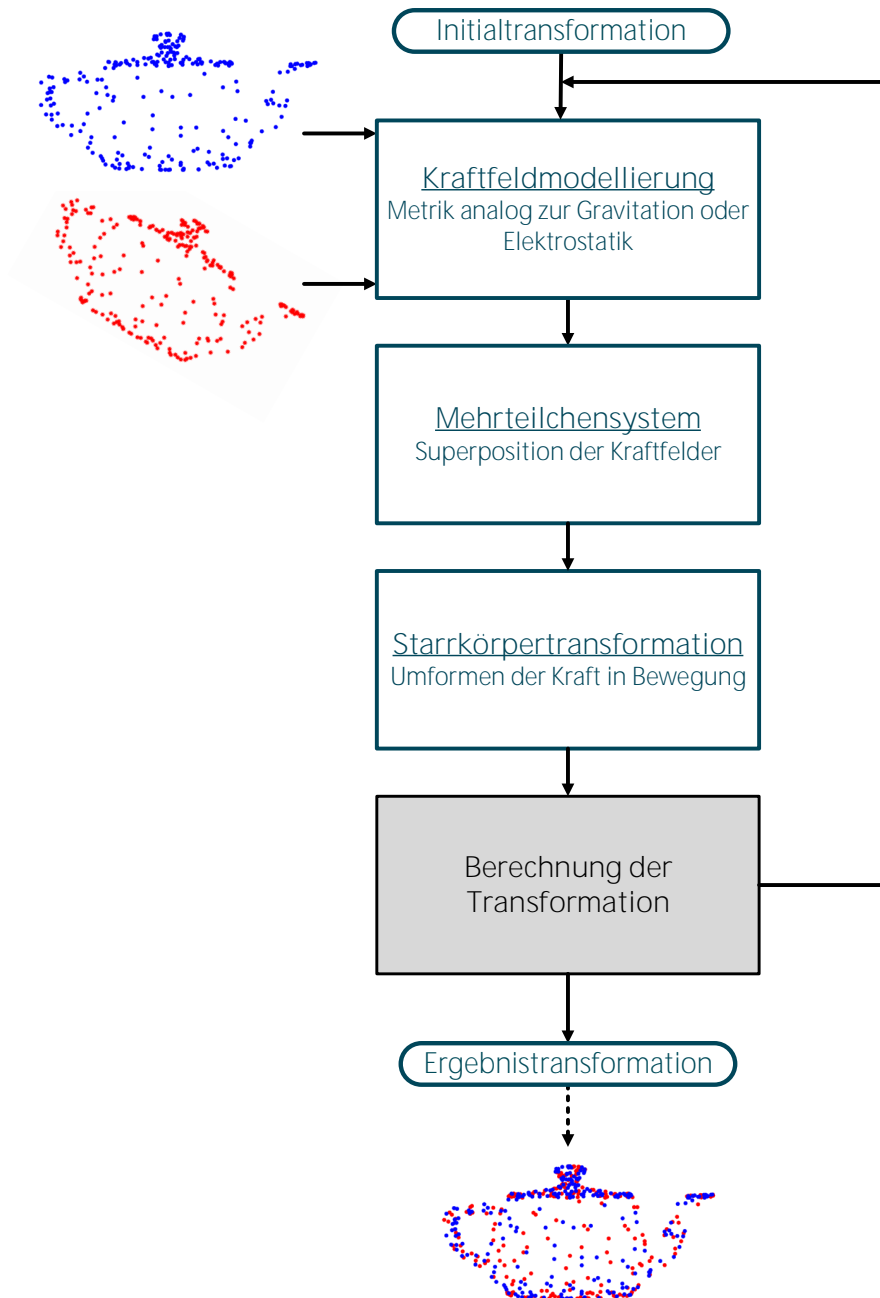 Initialtransformation
Kraftfeldmodellierung
Metrik analog zur Gravitation oder
Elektrostatik
Mehrteilchensystem
Superposition der Kraftfelder
Starrkörpertransformation
Umformen der Kraft in Bewegung
Berechnung der
Transformation
Ergebnistransformation